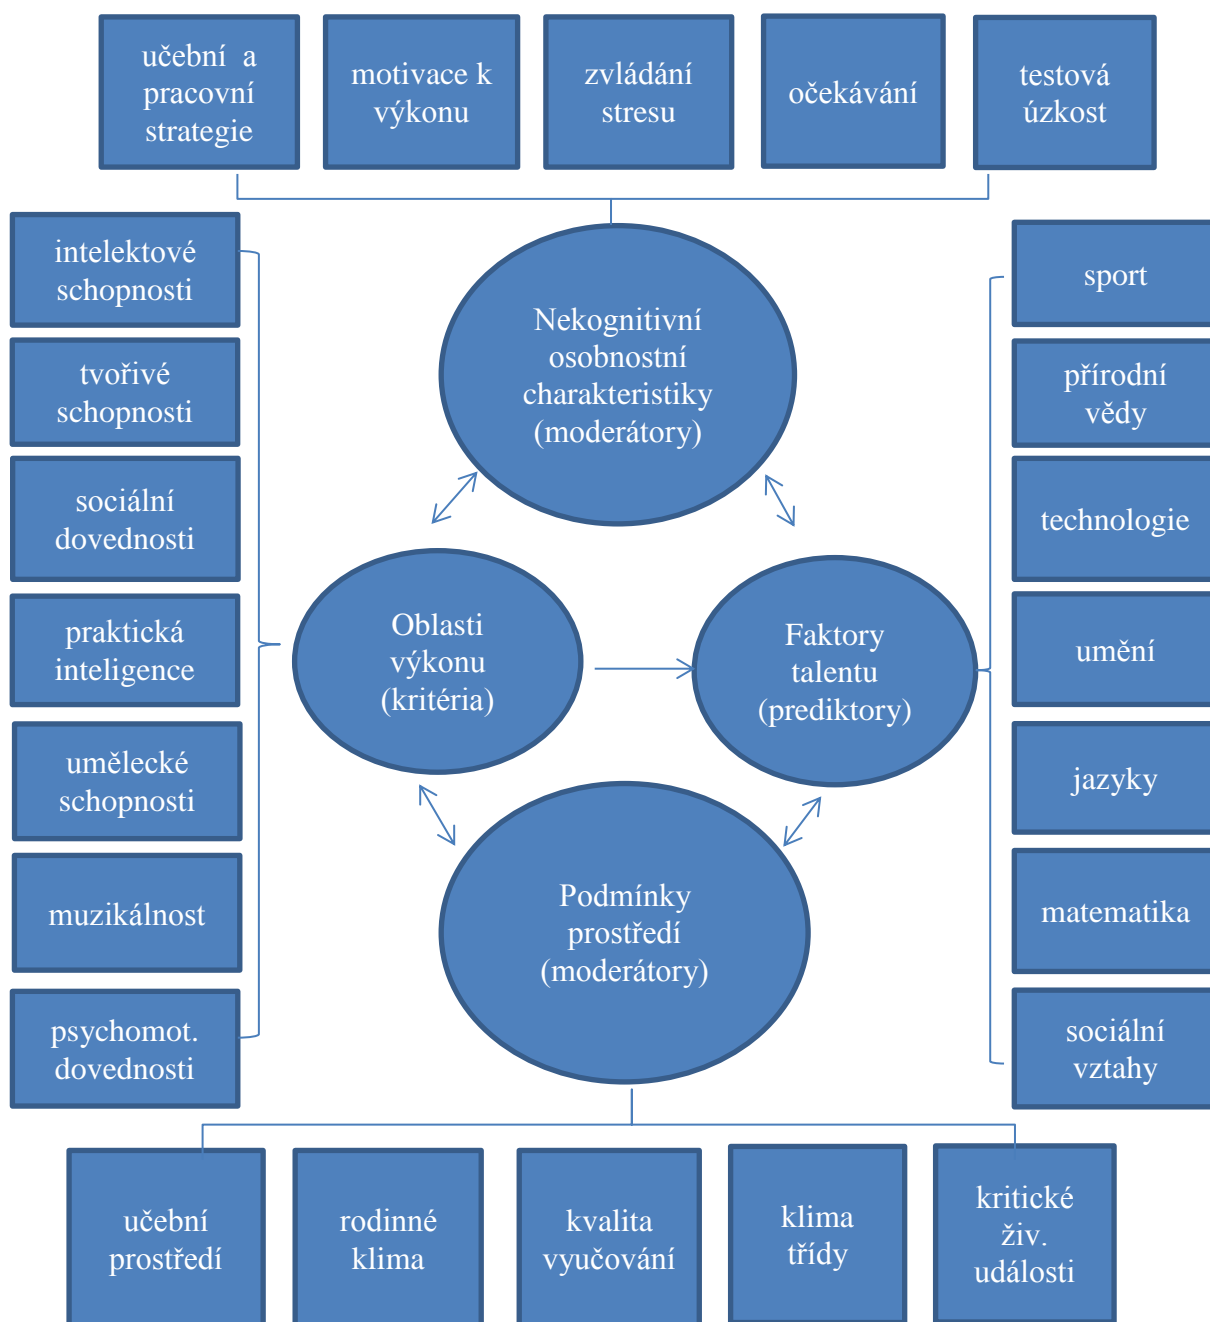 učební a
pracovní
strategie
motivace k
výkonu
zvládání
stresu
očekávání
testová
úzkost
intelektové
schopnosti
tvořivé
schopnosti
sociální
dovednosti
praktická
inteligence
umělecké
schopnosti
muzikálnost
psychomot.
dovednosti
Nekognitivní
osobnostní
charakteristiky
(moderátory)
Oblasti
výkonu
(kritéria)
Faktory
talentu
(prediktory)
Podmínky
prostředí
(moderátory)
sport
přírodní
vědy
technologie
umění
jazyky
matematika
sociální
vztahy
učební
prostředí
rodinné
klima
kvalita
vyučování
klima
třídy
kritické
živ.
události